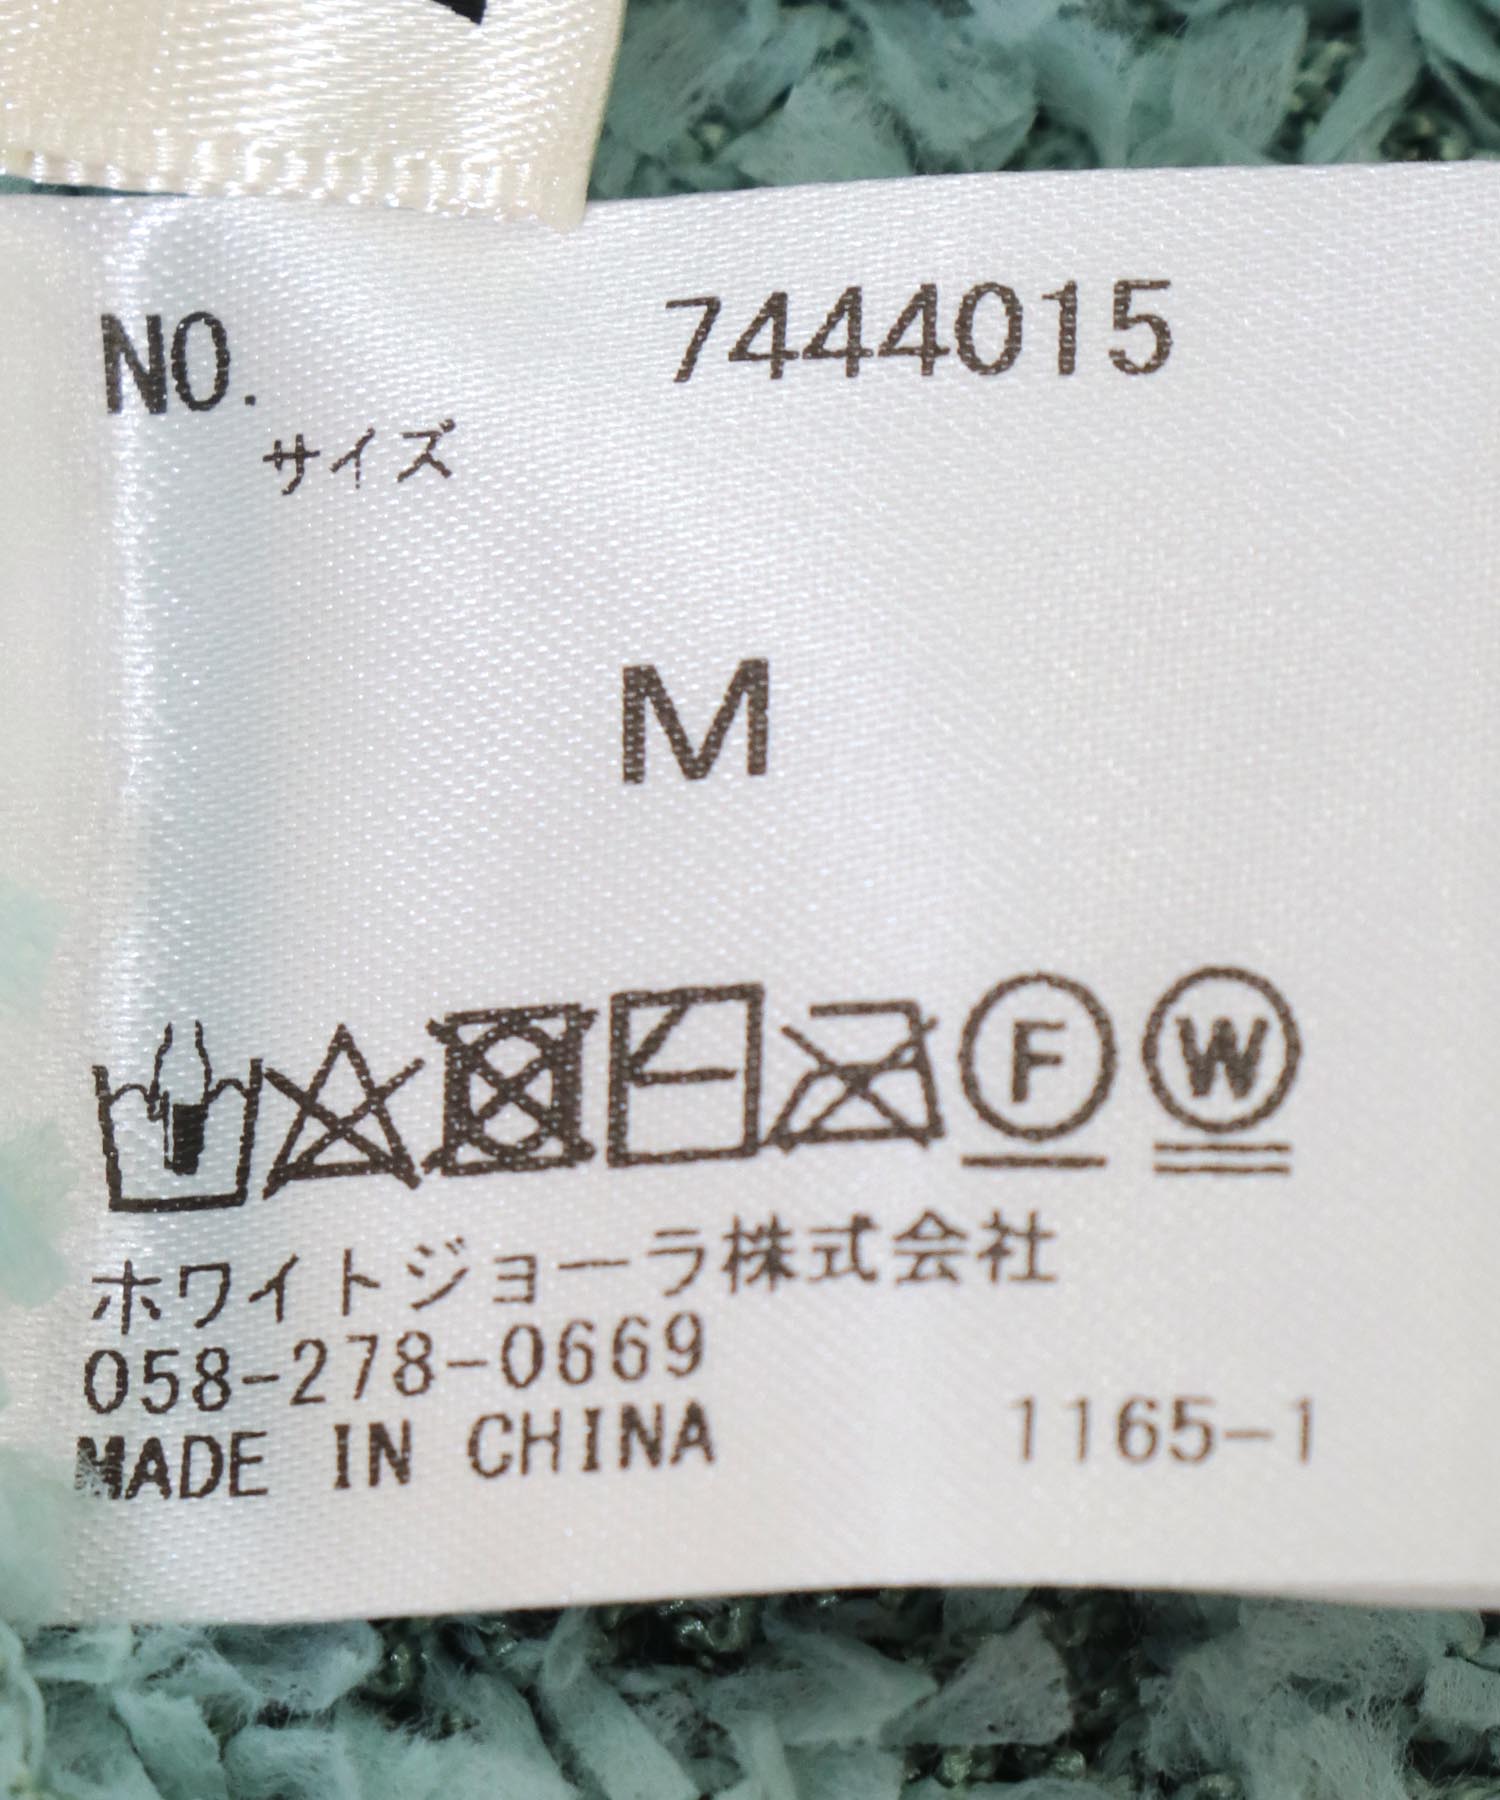 NO. 7444015
サイズ
M
F W
ホワイトジョーラ株式会社
058-278-0669
MADE IN CHINA 1165-1